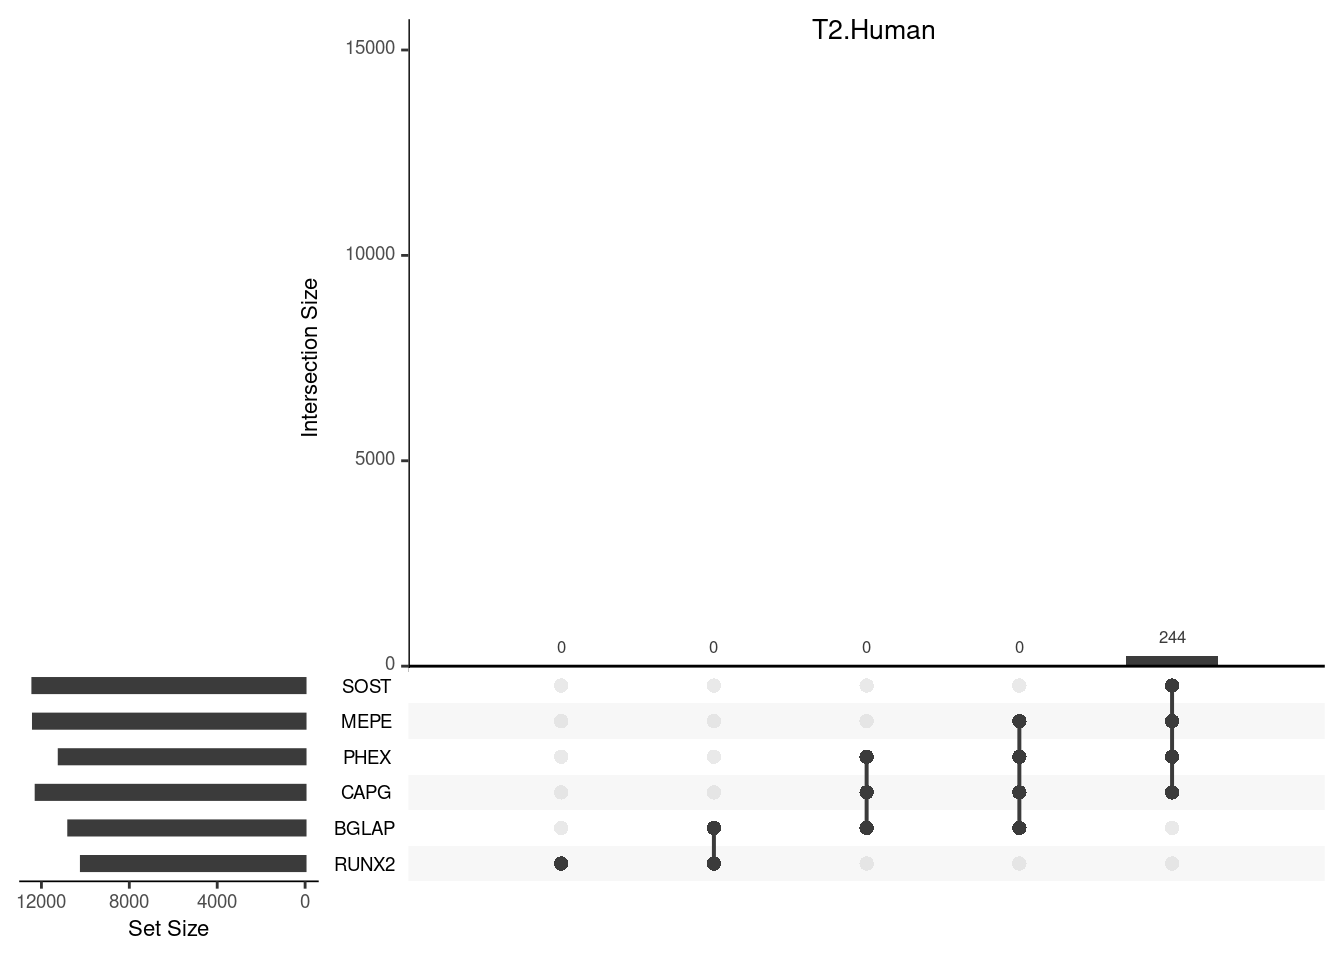 T2.Human
15000
10000
5000
0
Intersection Size
0
0
0
0
244
SOST
MEPE
PHEX
CAPG
BGLAP
RUNX2
12000
8000
4000
0
Set Size